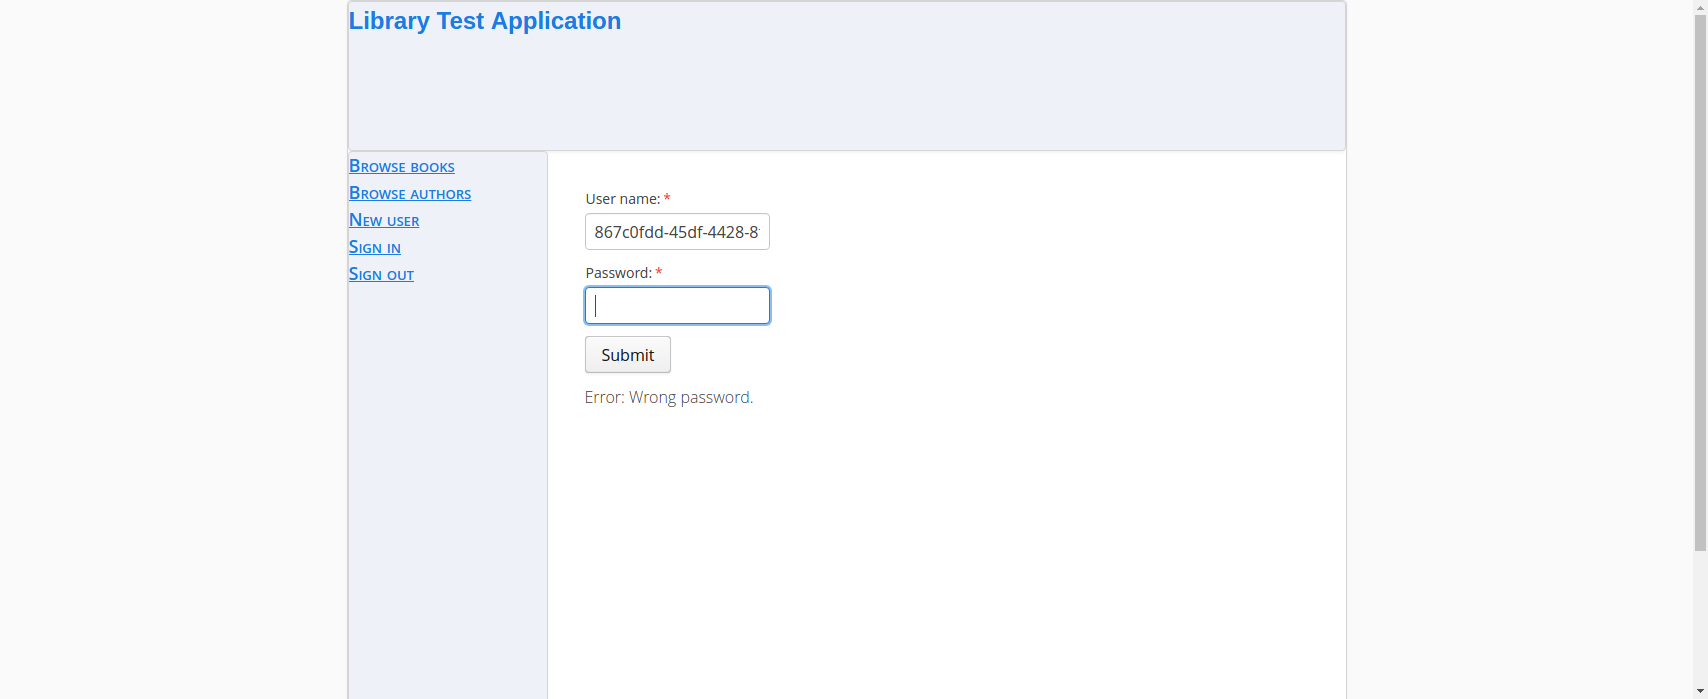 Library Test Application
Browse books
Browse authors
New user
Sign in
Sign out
User name: *
867c0fdd-45df-4428-8
Password: *
Submit
Error: Wrong password.